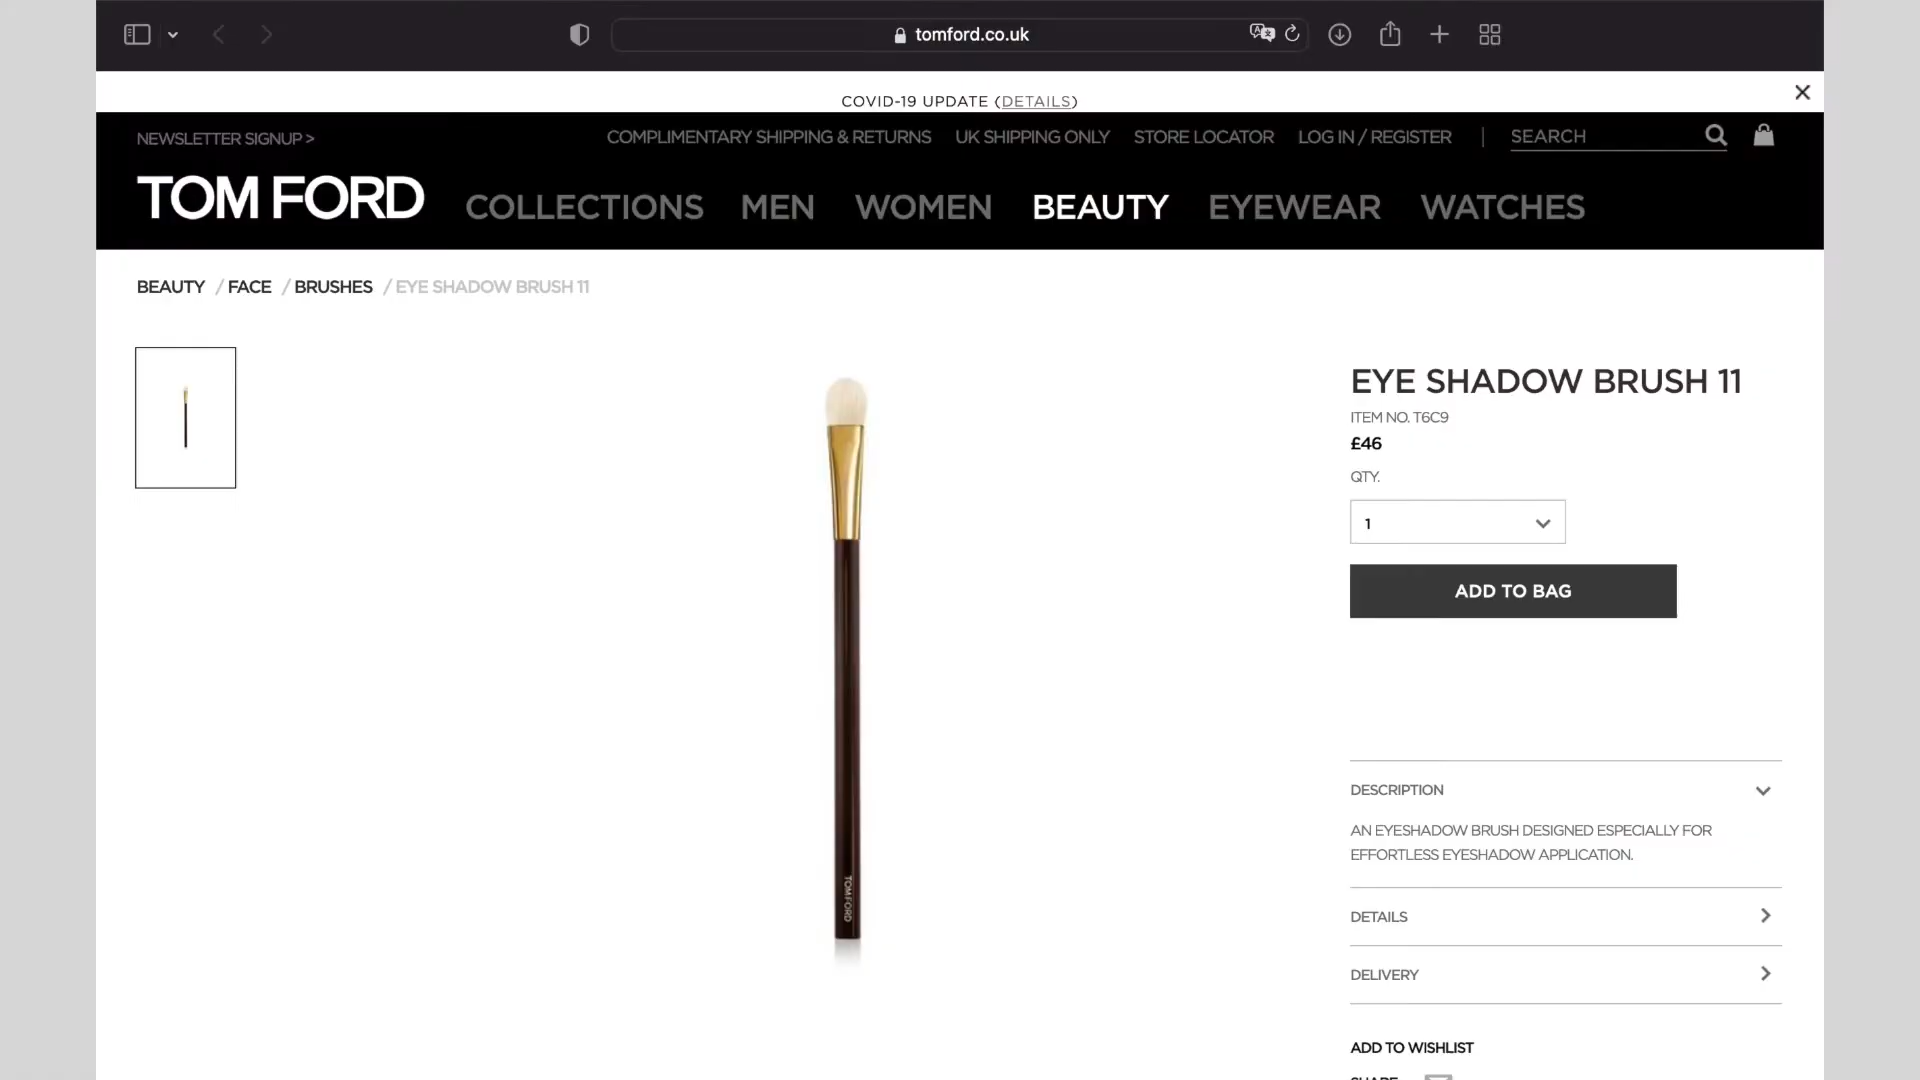 tomford.co.uk
COVID-19 UPDATE (DETAILS)
NEWSLETTER SIGNUP >
COMPLIMENTARY SHIPPING & RETURNS UK SHIPPING ONLY STORE LOCATOR LOG IN / REGISTER | SEARCH
TOM FORD COLLECTIONS MEN WOMEN BEAUTY EYEWEAR WATCHES
BEAUTY / FACE / BRUSHES / EYE SHADOW BRUSH 11
TOM FORD
EYE SHADOW BRUSH 11
ITEM NO. T6C9
£46
QTY.
1
ADD TO BAG
DESCRIPTION
AN EYESHADOW BRUSH DESIGNED ESPECIALLY FOR
EFFORTLESS EYESHADOW APPLICATION.
DETAILS
DELIVERY
ADD TO WISHLIST
SHARE